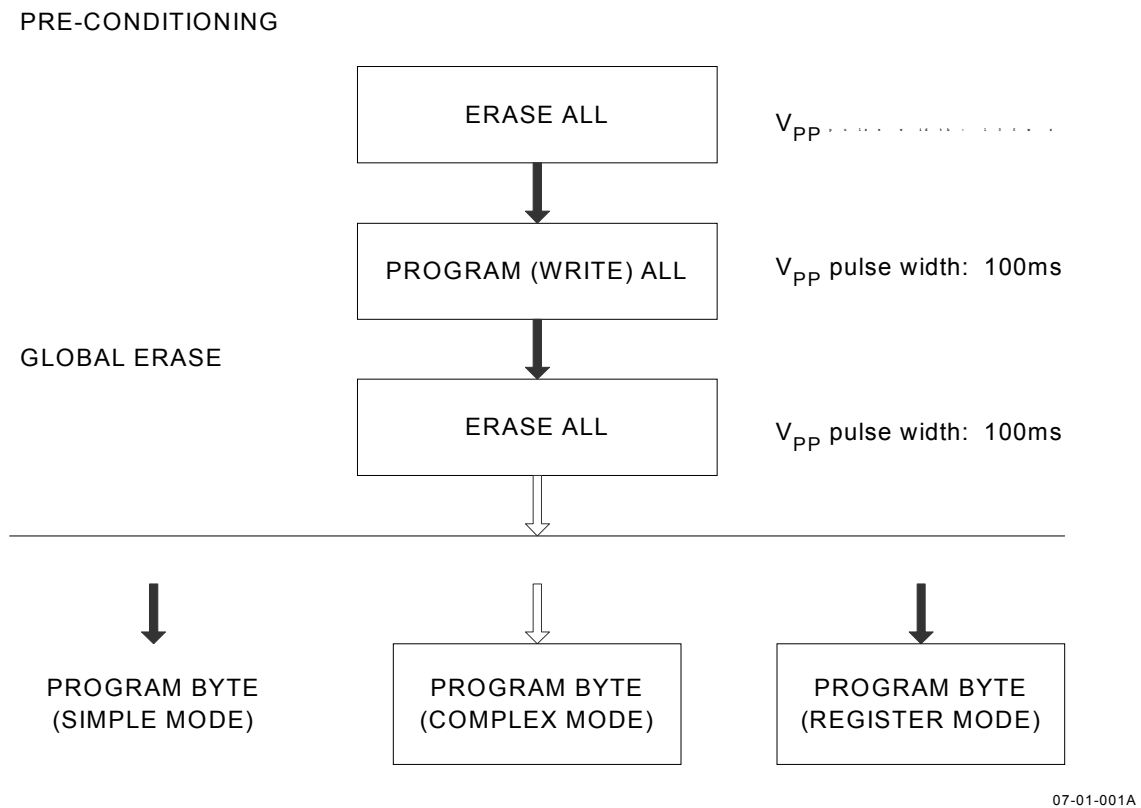 PRE-CONDITIONING
ERASE ALL
VPP
PROGRAM (WRITE) ALL
VPP pulse width: 100ms
GLOBAL ERASE
ERASE ALL
VPP pulse width: 100ms
PROGRAM BYTE
(SIMPLE MODE)
PROGRAM BYTE
(COMPLEX MODE)
PROGRAM BYTE
(REGISTER MODE)
07-01-001A